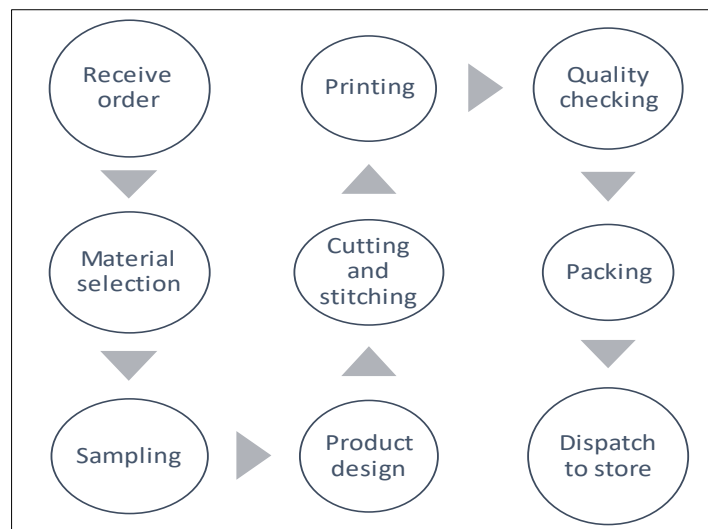 Receive
order
Material
selection
Sampling
Product
design
Cutting
and
stitching
Printing
Quality
checking
Packing
Dispatch
to store